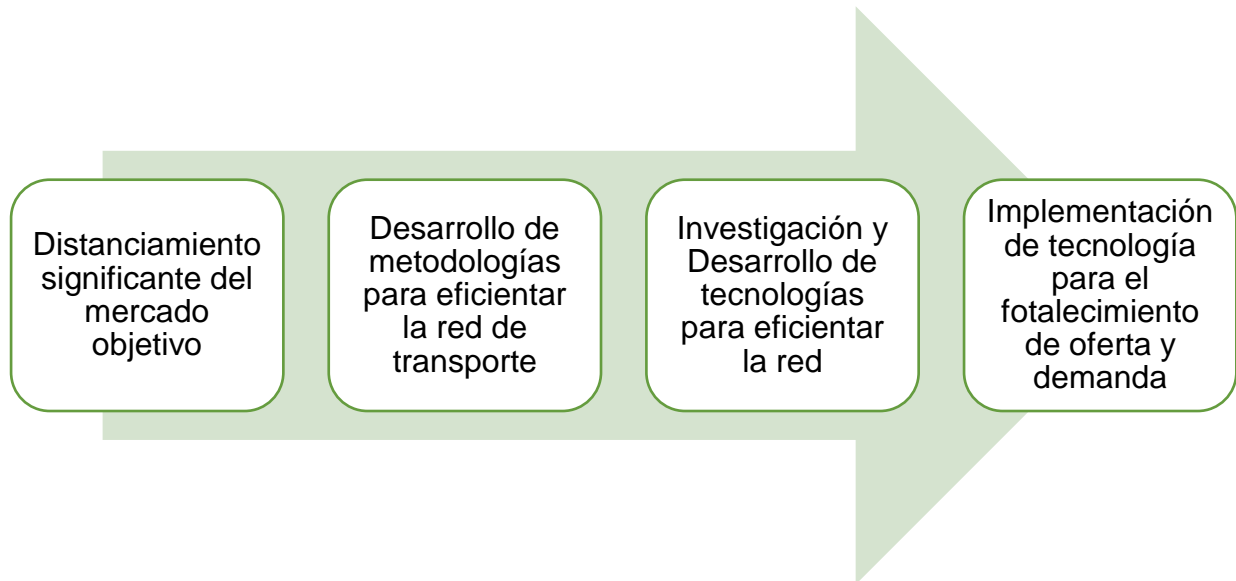 Distanciamiento
significante del
mercado
objetivo
Desarrollo de
metodologías
para eficientar
la red de
transporte
Investigación y
Desarrollo de
tecnologías
para eficientar
la red
Implementación
de tecnología
para el
fotalecimiento
de oferta y
demanda